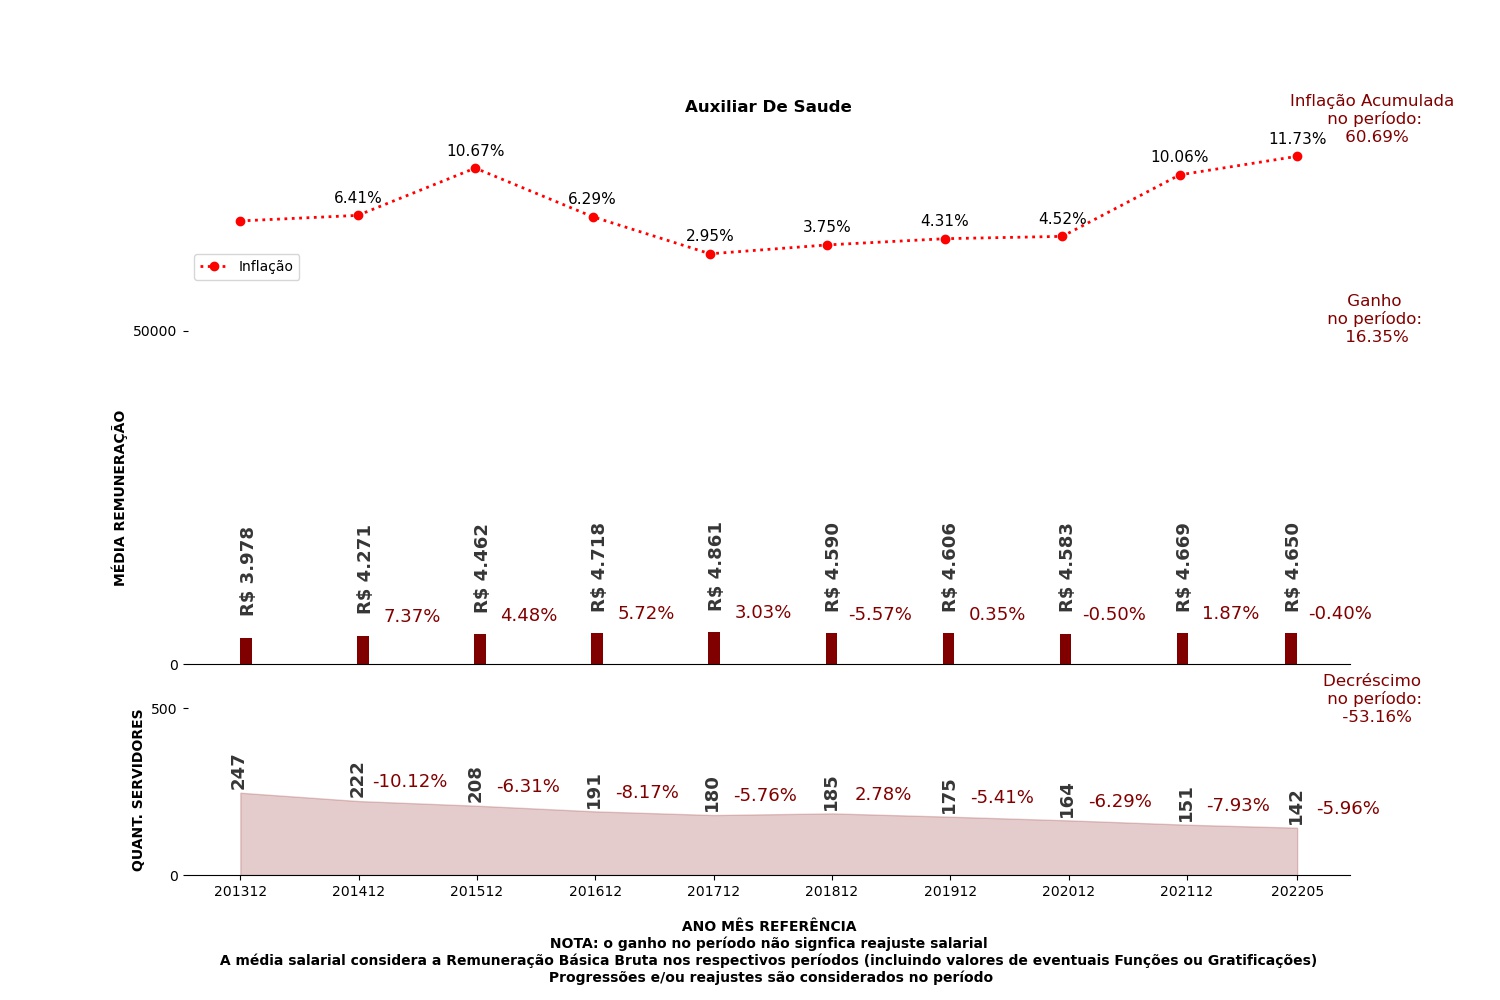 Auxiliar De Saude
Inflação Acumulada
no período:
60.69%
6.41%
10.67%
6.29%
2.95%
3.75%
4.31%
4.52%
10.06%
11.73%
Inflação
Ganho
no período:
16.35%
50000
0
MÉDIA REMUNERAÇÃO
R$ 3.978
R$ 4.271
R$ 4.462
R$ 4.718
R$ 4.861
R$ 4.590
R$ 4.606
R$ 4.583
R$ 4.669
R$ 4.650
7.37%
4.48%
5.72%
3.03%
-5.57%
0.35%
-0.50%
1.87%
-0.40%
Decréscimo
no período:
-53.16%
500
0
QUANT. SERVIDORES
247
222
208
191
180
185
175
164
151
142
-10.12%
-6.31%
-8.17%
-5.76%
2.78%
-5.41%
-6.29%
-7.93%
-5.96%
201312
201412
201512
201612
201712
201812
201912
202012
202112
202205
ANO MÊS REFERÊNCIA
NOTA: o ganho no período não signfica reajuste salarial
A média salarial considera a Remuneração Básica Bruta nos respectivos períodos (incluindo valores de eventuais Funções ou Gratificações)
Progressões e/ou reajustes são considerados no período